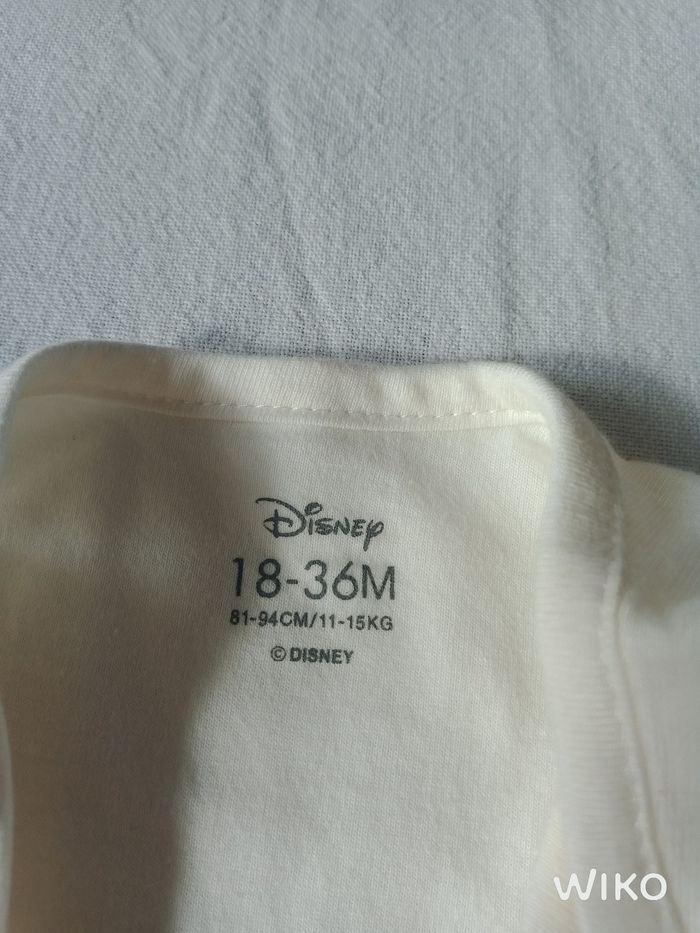 Disney
18-36M
81-94CM/11-15KG
© DISNEY
WIKO